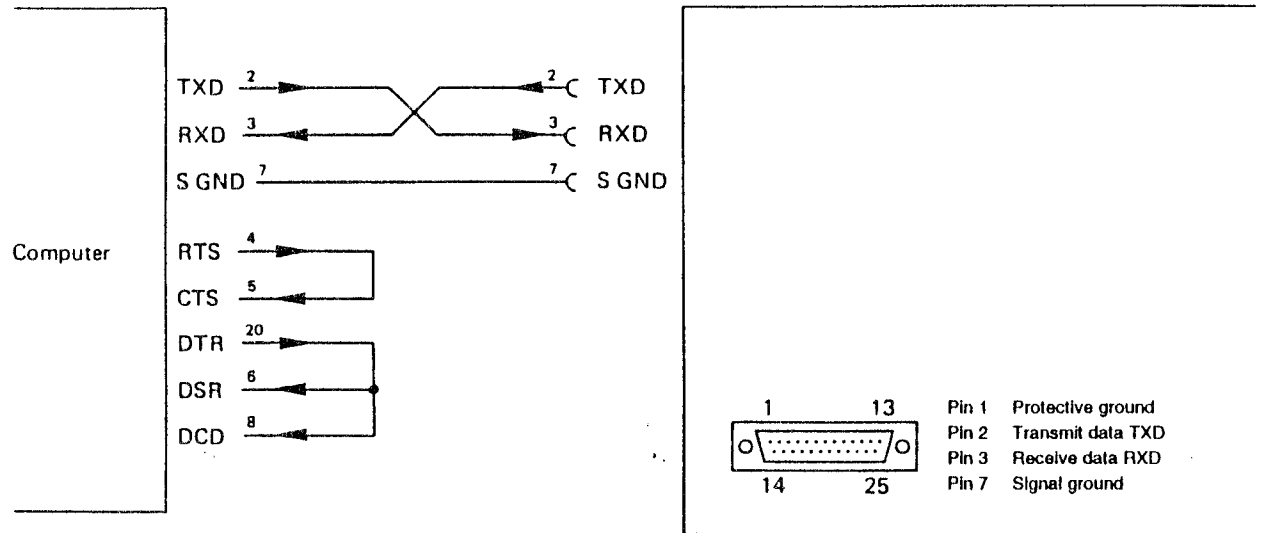 TXD 2 2 TXD
RXD 3 3 RXD
S GND 7 7 S GND
Computer
RTS 4
CTS 5
DTR 20
DSR 6
DCD 8
1 13
14 25
Pin 1 Protective ground
Pin 2 Transmit data TXD
Pin 3 Receive data RXD
Pin 7 Signal ground